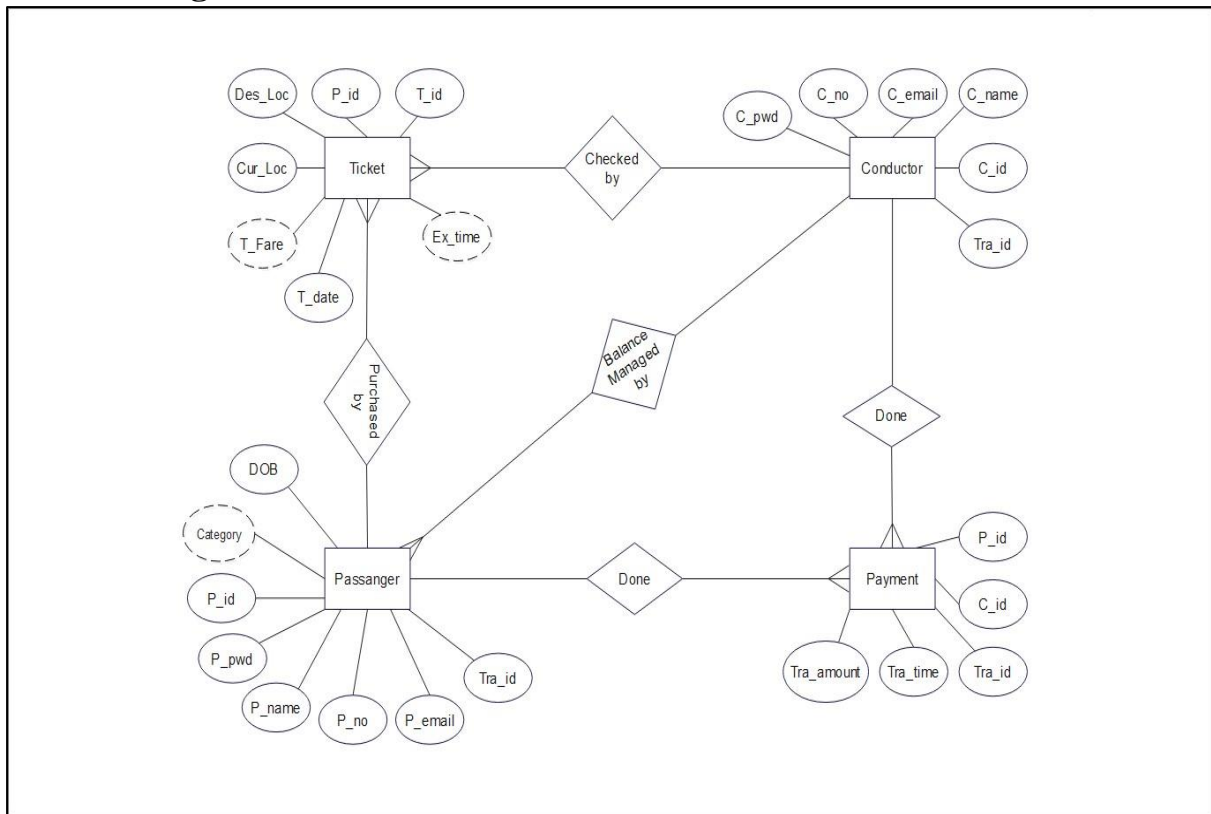 Des_Loc
P_id
T_id
Cur_Loc
Ticket
T_Fare
T_date
Ex_time
Checked
by
C_pwd
C_no
C_email
C_name
Conductor
C_id
Tra_id
Purchased
by
Balance
Managed
by
Done
DOB
Category
Passanger
P_id
P_pwd
P_name
P_no
P_email
Tra_id
Done
Payment
P_id
C_id
Tra_amount
Tra_time
Tra_id